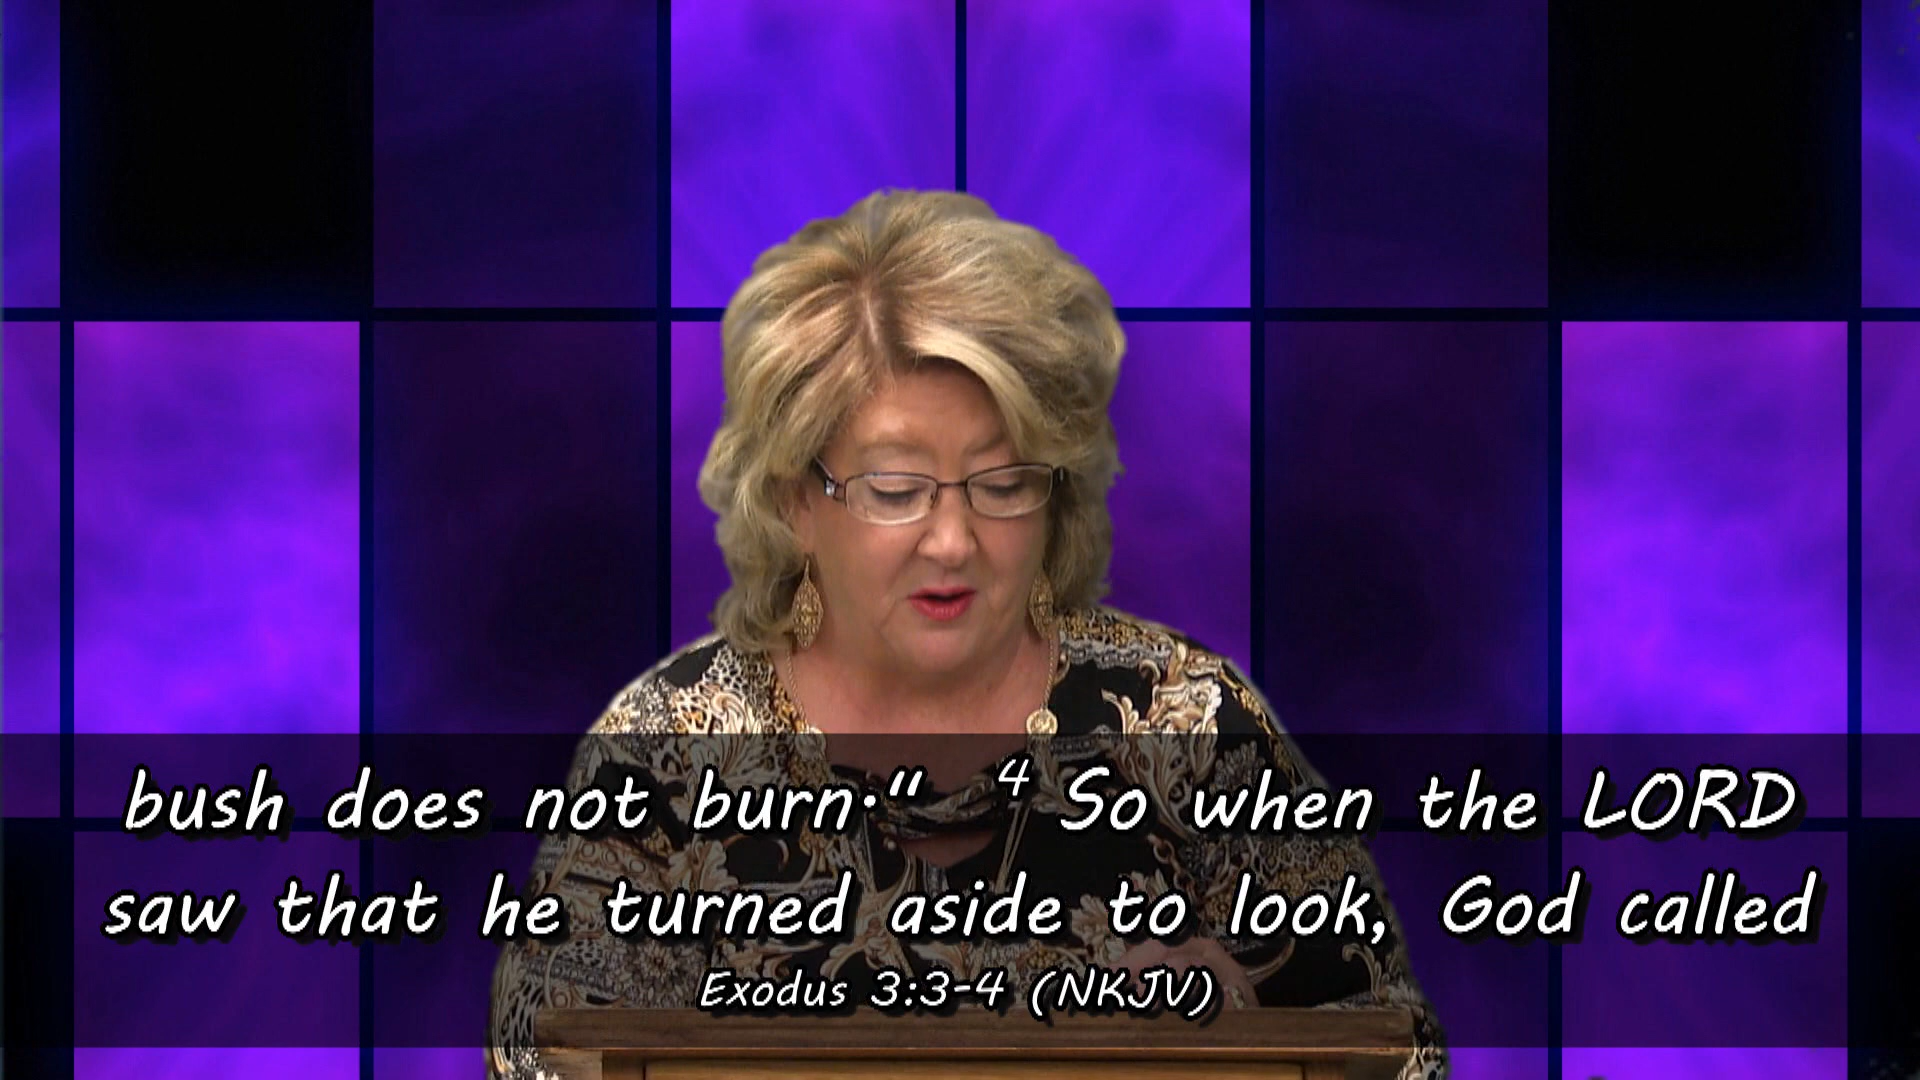 bush does not burn." 4 So when the LORD
saw that he turned aside to look, God called
Exodus 3:3-4 (NKJV)